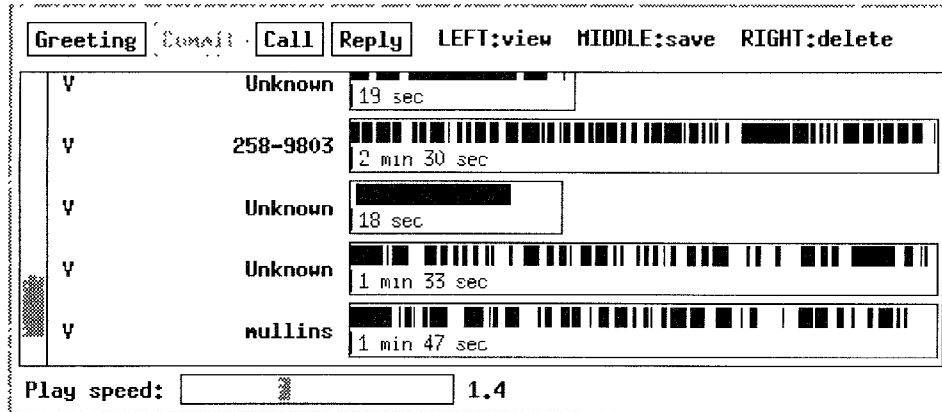 Greeting Commit Call Reply LEFT:view MIDDLE:save RIGHT:delete
V Unknown 19 sec
V 258-9803 2 min 30 sec
V Unknown 18 sec
V Unknown 1 min 33 sec
V mullins 1 min 47 sec
Play speed: 1.4